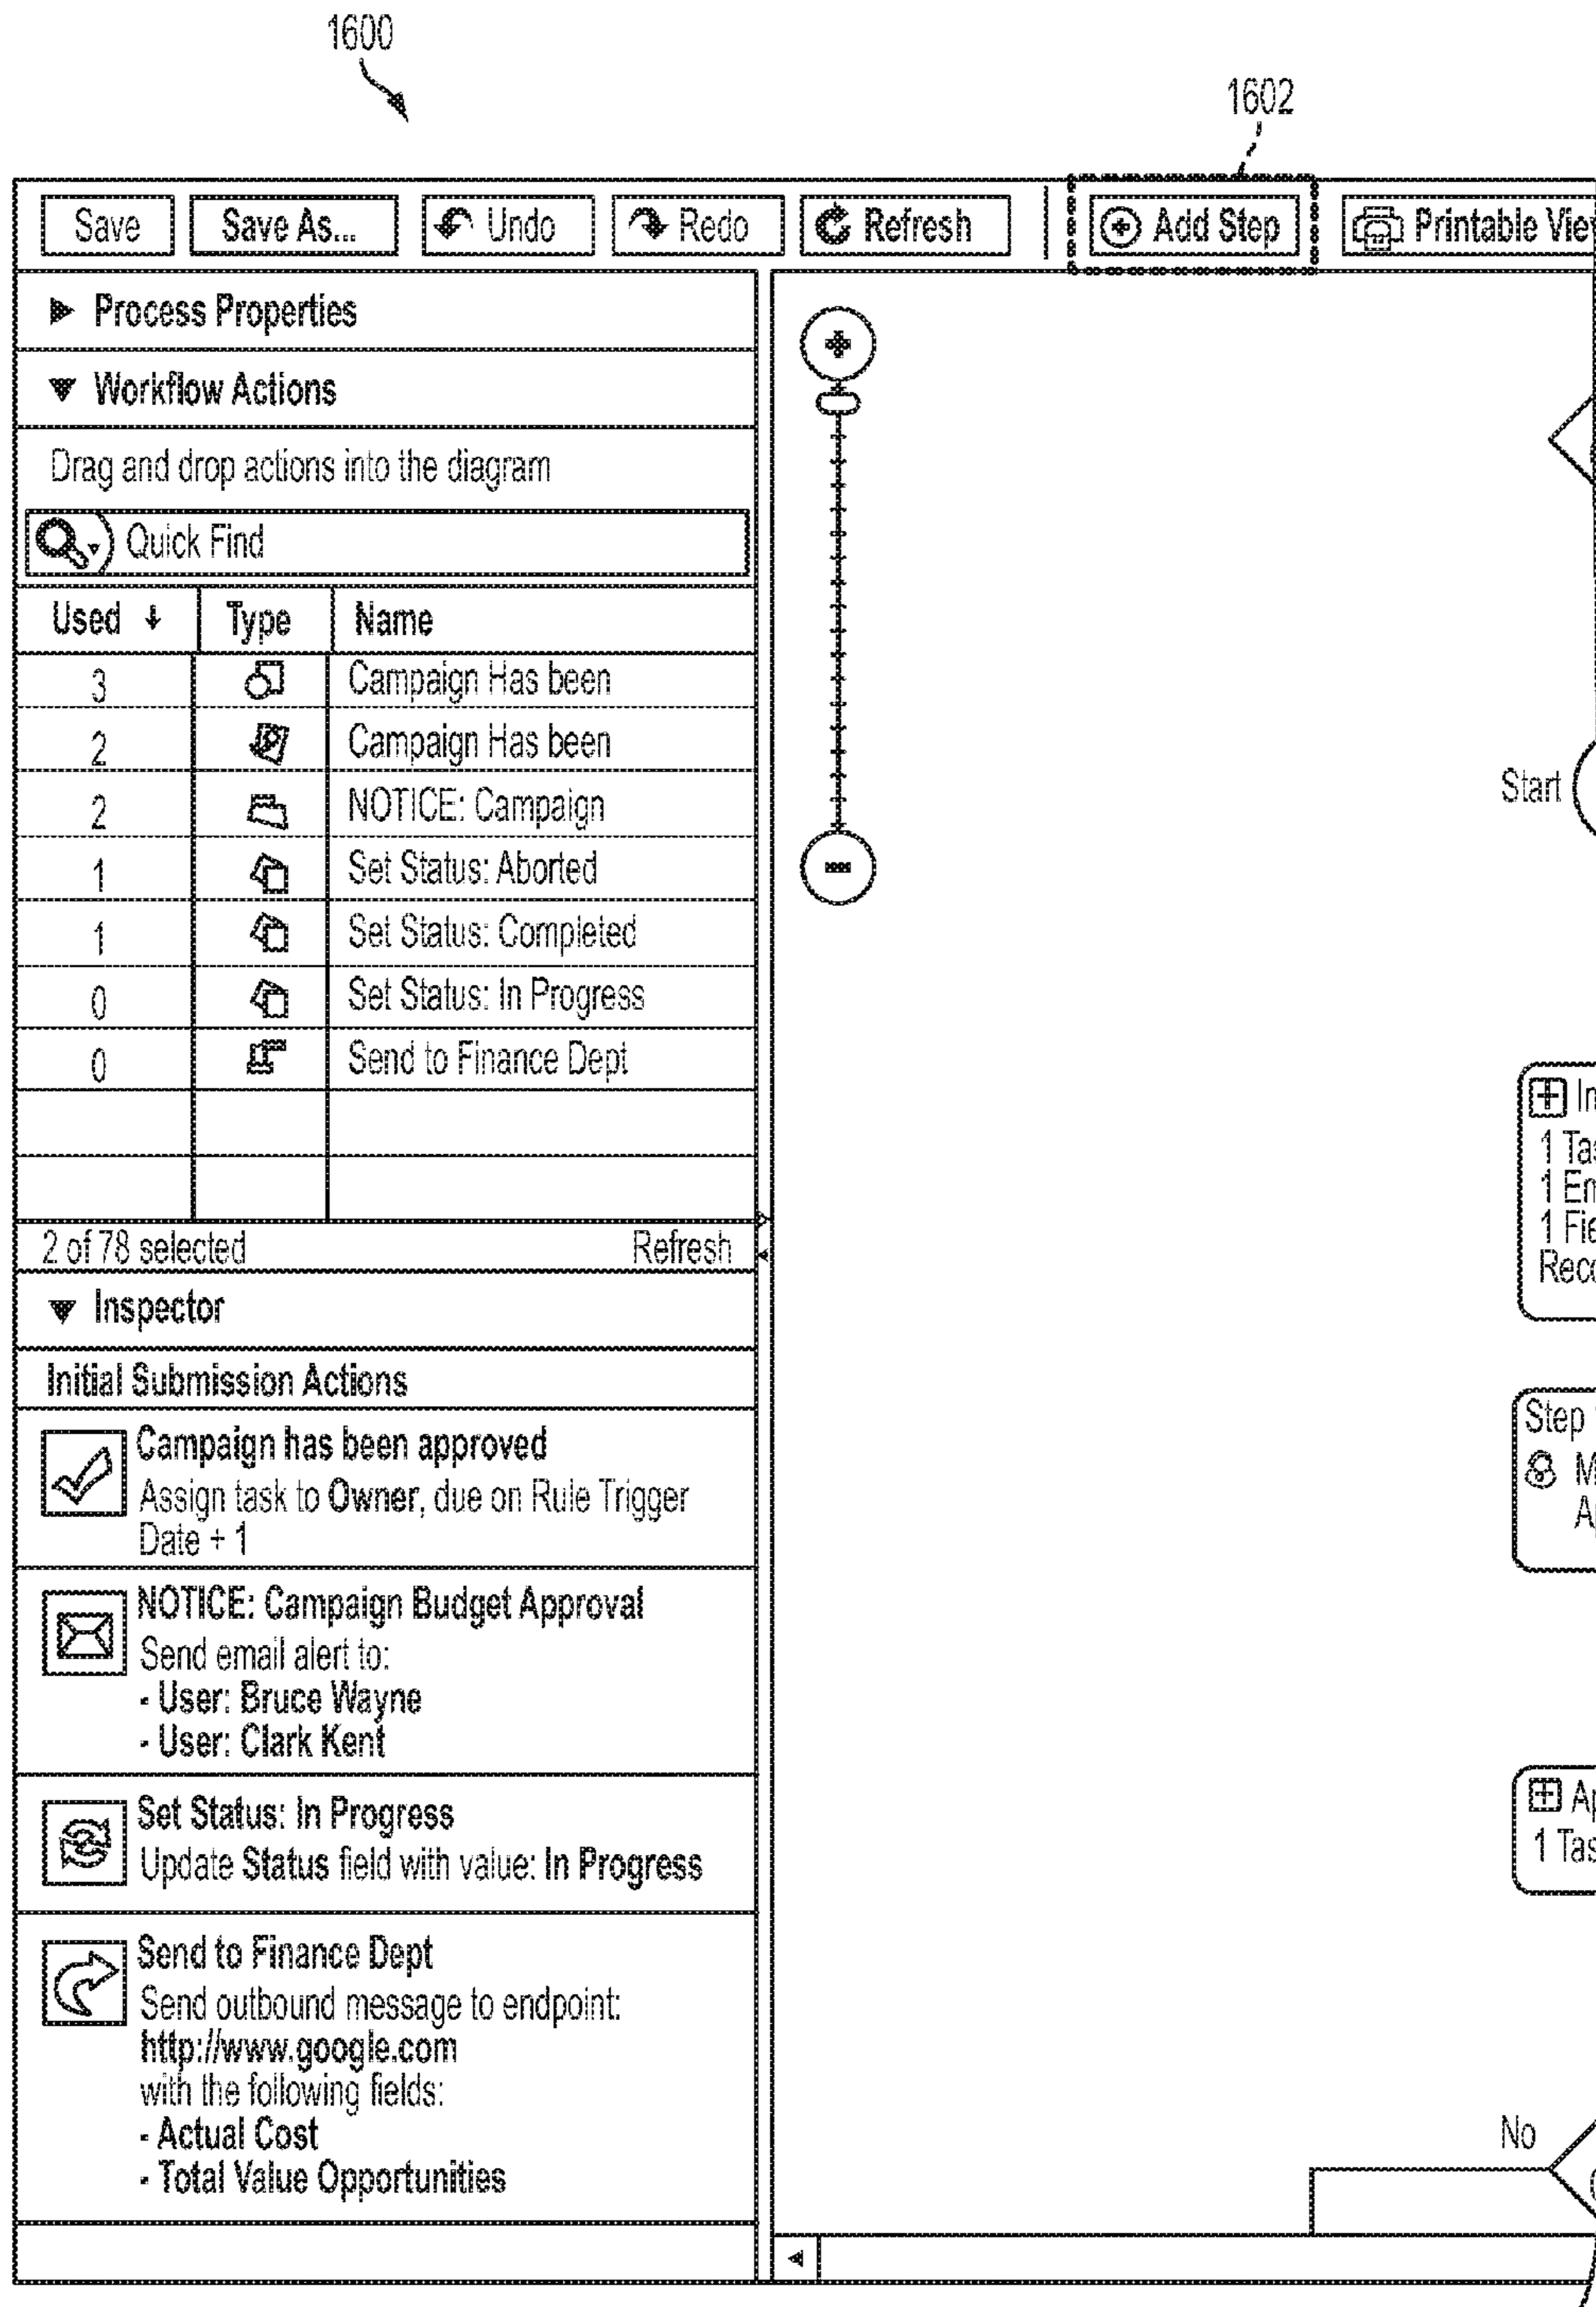 1600
1602
Save
Save As...
Undo
Redo
Refresh
Add Step
Printable
Process Properties
Workflow Actions
Drag and drop actions into the diagram
Quick Find
Used Type Name
3 Campaign Has been
2 Campaign Has been
2 NOTICE: Campaign
1 Set Status: Aborted
1 Set Status: Completed
0 Set Status: In Progress
0 Send to Finance Dept
2 of 78 selected Refresh
Inspector
Initial Submission Actions
Campaign has been approved
Assign task to Owner, due on Rule Trigger
Date + 1
NOTICE: Campaign Budget Approval
Send email alert to:
- User: Bruce Wayne
- User: Clark Kent
Set Status: In Progress
Update Status field with value: In Progress
Send to Finance Dept
Send outbound message to endpoint:
http://www.google.com
with the following fields:
- Actual Cost
- Total Value Opportunities
Start
1
1
1
Step
1
No